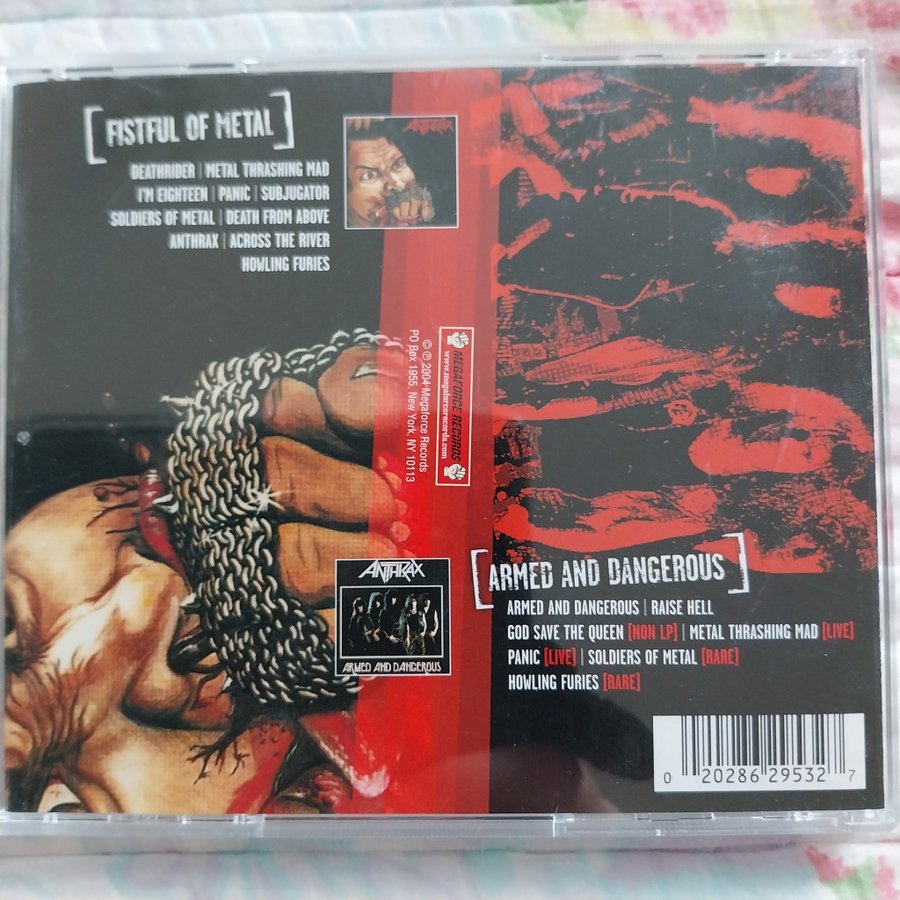 [FISTFUL OF METAL]
DEATHRIDER | METAL THRASHING MAD
I'M EIGHTEEN | PANIC | SUBJUGATOR
SOLDIERS OF METAL | DEATH FROM ABOVE
ANTHRAX | ACROSS THE RIVER
HOWLING FURIES
MEGAFORCE RECORDS
www.megaforcerecords.com
© ℗ 2004 Megaforce Records
PO Box 1955, New York, NY 10113
ANTHRAX
ARMED AND DANGEROUS
[ARMED AND DANGEROUS]
ARMED AND DANGEROUS | RAISE HELL
GOD SAVE THE QUEEN [NON LP] | METAL THRASHING MAD [LIVE]
PANIC [LIVE] | SOLDIERS OF METAL [RARE]
HOWLING FURIES [RARE]
0 20286 29532 7